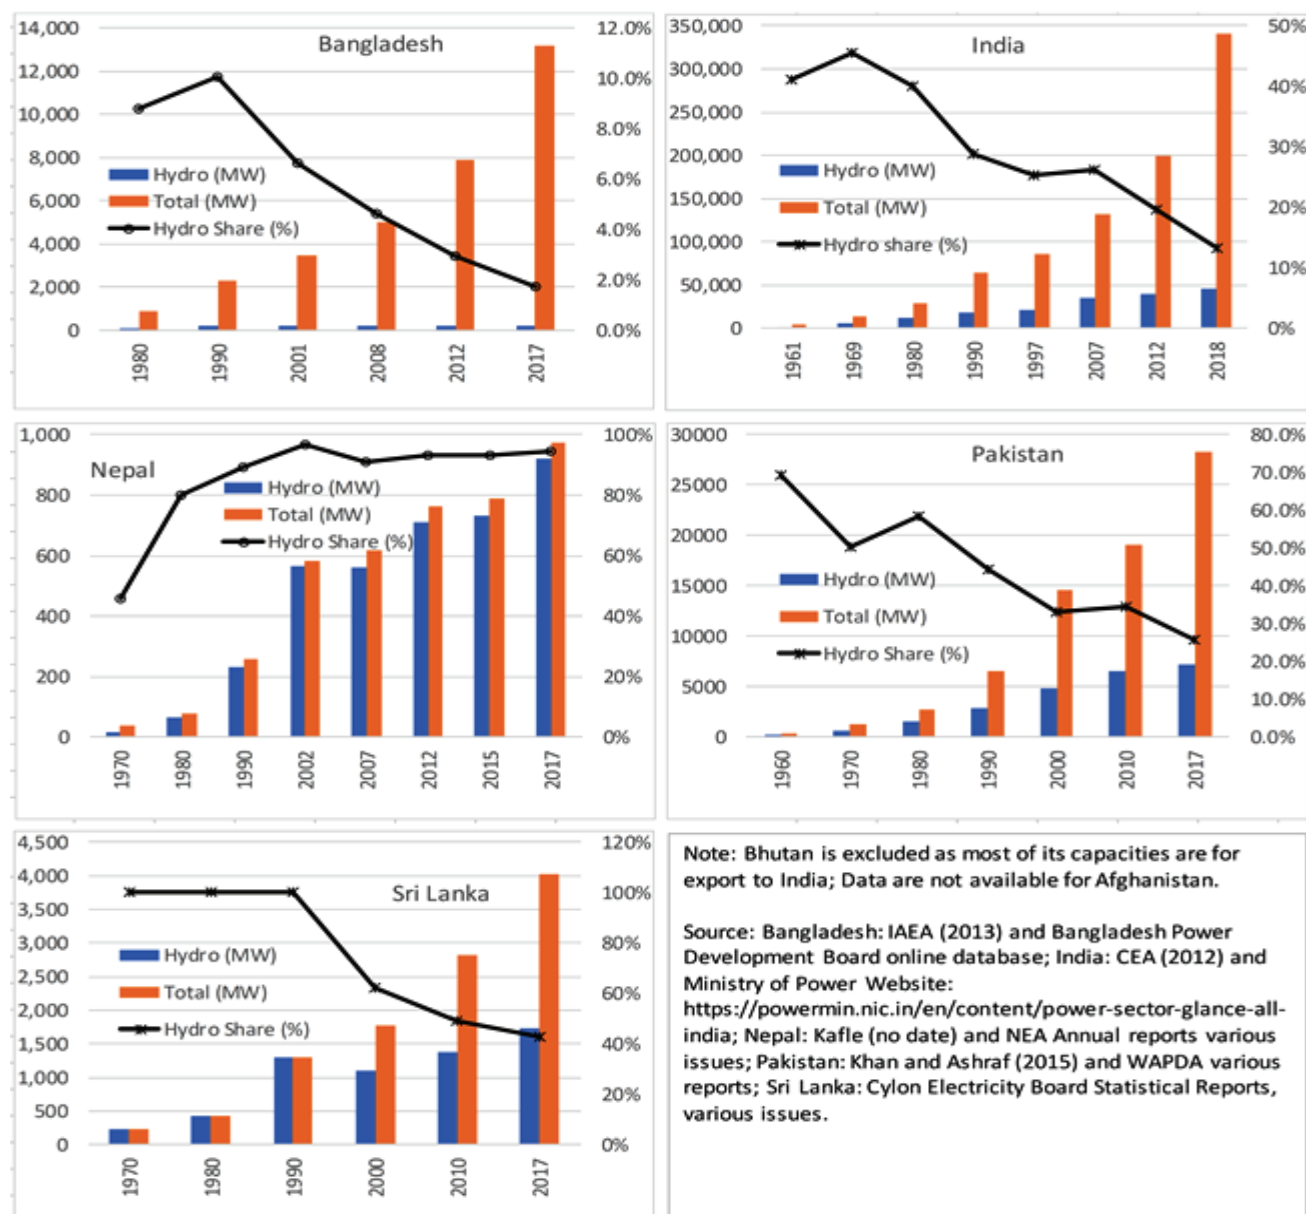 Bangladesh
14,000
12,000
10,000
8,000
6,000
4,000
2,000
0
12.0%
10.0%
8.0%
6.0%
4.0%
2.0%
0.0%
Hydro (MW)
Total (MW)
Hydro Share (%)
1980 1990 2001 2008 2012 2017
India
350,000
300,000
250,000
200,000
150,000
100,000
50,000
0
50%
40%
30%
20%
10%
0%
Hydro (MW)
Total (MW)
Hydro share (%)
1961 1969 1980 1990 1997 2007 2012 2018
Nepal
1,000
800
600
400
200
0
100%
80%
60%
40%
20%
0%
Hydro (MW)
Total (MW)
Hydro Share (%)
1970 1980 1990 2002 2007 2012 2015 2017
Pakistan
30000
25000
20000
15000
10000
5000
0
80.0%
70.0%
60.0%
50.0%
40.0%
30.0%
20.0%
10.0%
0.0%
Hydro (MW)
Total (MW)
Hydro Share (%)
1960 1970 1980 1990 2000 2010 2017
Sri Lanka
4,500
4,000
3,500
3,000
2,500
2,000
1,500
1,000
500
0
120%
100%
80%
60%
40%
20%
0%
Hydro (MW)
Total (MW)
Hydro Share (%)
1970 1980 1990 2000 2010 2017
Note: Bhutan is excluded as most of its capacities are for
export to India; Data are not available for Afghanistan.
Source: Bangladesh: IAEA (2013) and Bangladesh Power
Development Board online database; India: CEA (2012) and
Ministry of Power Website:
https://powermin.nic.in/en/content/power-sector-glance-all-
india; Nepal: Kafle (no date) and NEA Annual reports various
issues; Pakistan: Khan and Ashraf (2015) and WAPDA various
reports; Sri Lanka: Cylon Electricity Board Statistical Reports,
various issues.